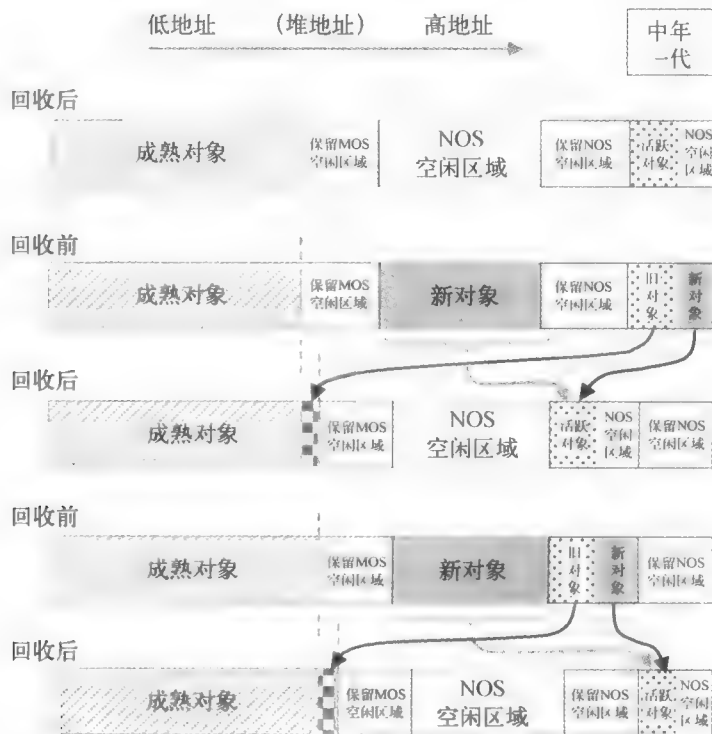 低地址 （堆地址） 高地址
中年
一代
回收后
成熟对象
保留MOS
空闲区域
NOS
空闲区域
保留NOS
空闲区域
活跃
对象
NOS
空闲
区域
回收前
成熟对象
保留MOS
空闲区域
新对象
保留NOS
空闲区域
旧
对
象
新
对
象
回收后
成熟对象
保留MOS
空闲区域
NOS
空闲区域
活跃
对象
NOS
空闲
区域
保留NOS
空闲区域
回收前
成熟对象
保留MOS
空闲区域
新对象
旧
对
象
新
对
象
保留NOS
空闲区域
回收后
成熟对象
保留MOS
空闲区域
NOS
空闲区域
保留NOS
空闲区域
活跃
对象
NOS
空闲
区域